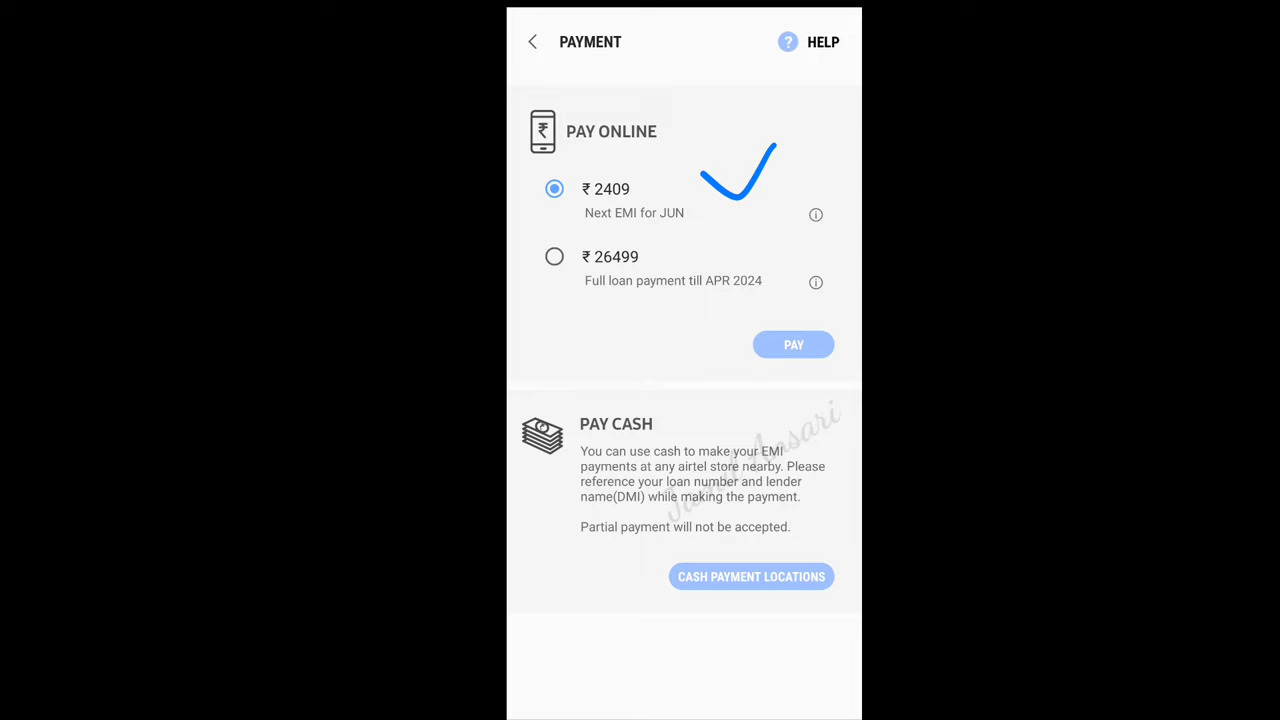 PAYMENT
? HELP
₹
PAY ONLINE
₹ 2409
Next EMI for JUN
₹ 26499
Full loan payment till APR 2024
PAY
PAY CASH
You can use cash to make your EMI
payments at any airtel store nearby. Please
reference your loan number and lender
name(DMI) while making the payment.
Partial payment will not be accepted.
CASH PAYMENT LOCATIONS
Jamil Ansari